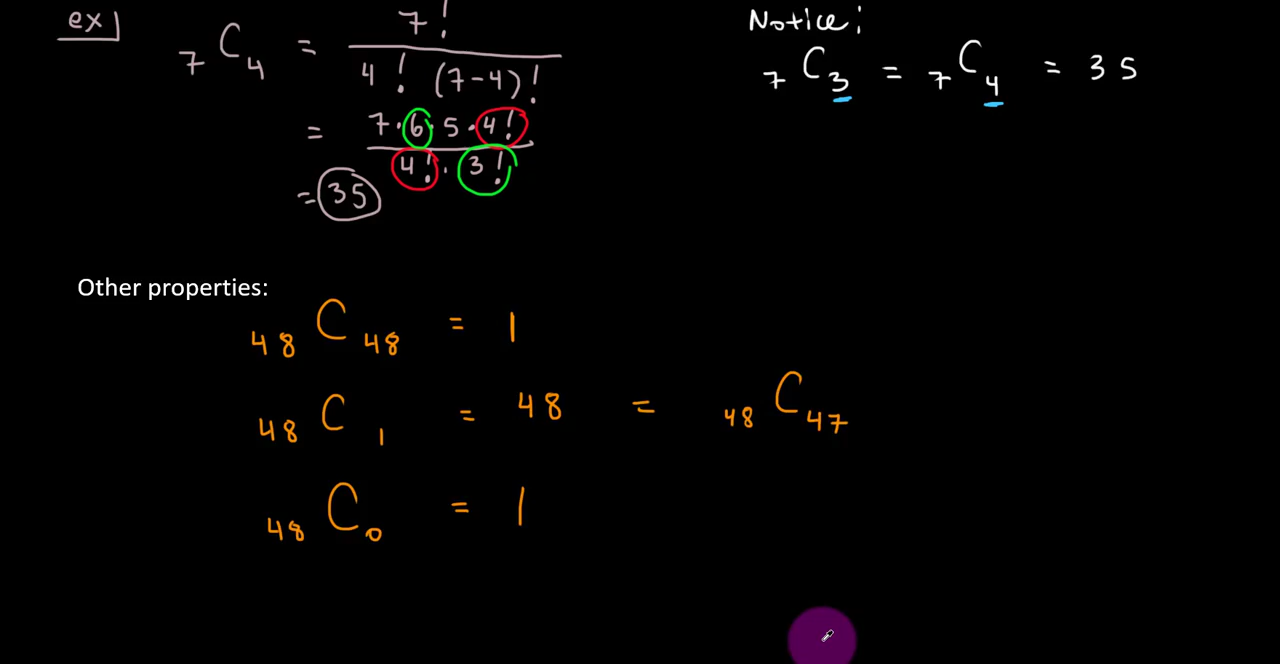 ex)
₇C₄ = 7! / 4! (7-4)!
= 7·6·5·4! / 4!·3!
= 35
Notice:
₇C₃ = ₇C₄ = 35
Other properties:
₄₈C₄₈ = 1
₄₈C₁ = 48 = ₄₈C₄₇
₄₈C₀ = 1